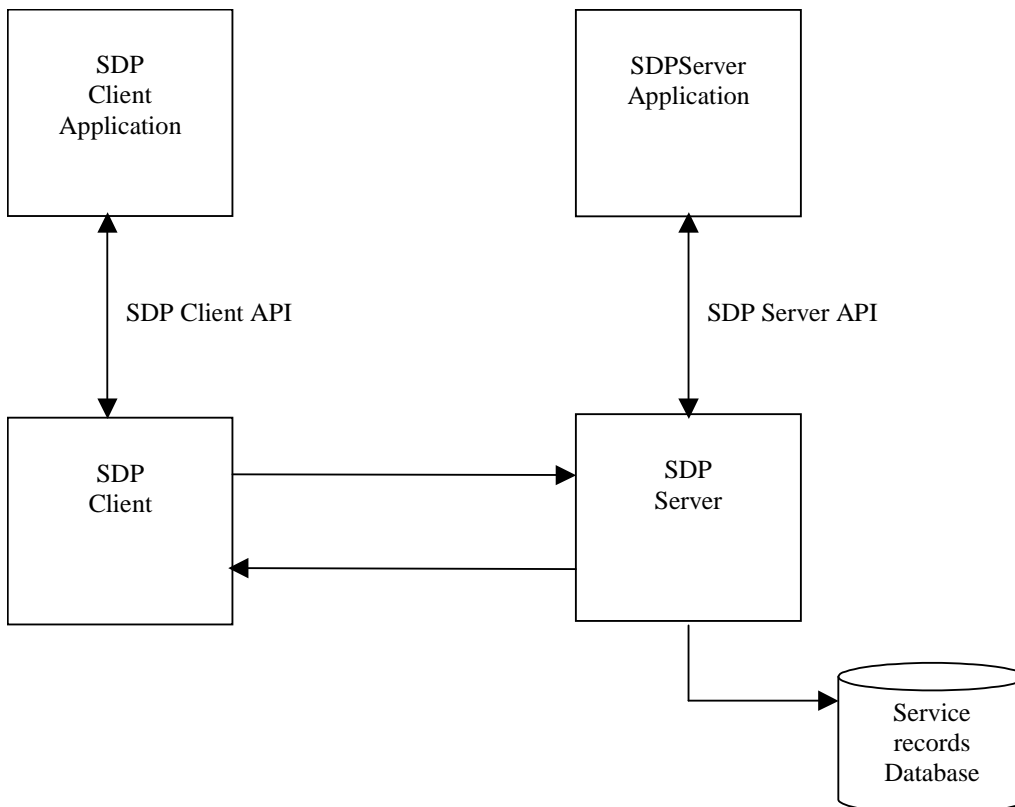 SDP
Client
Application
SDPServer
Application
SDP Client API
SDP Server API
SDP
Client
SDP
Server
Service
records
Database